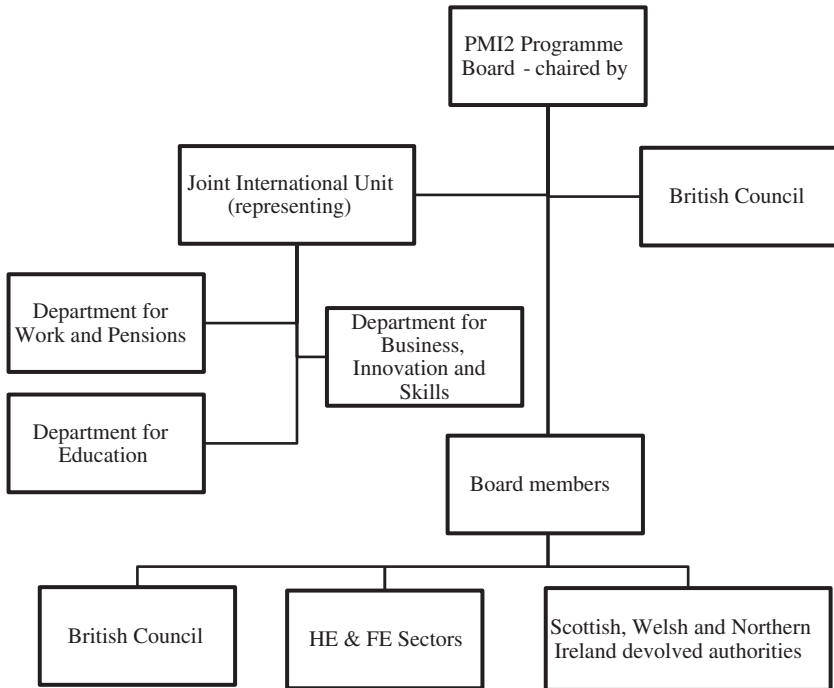 PMI2 Programme
Board - chaired by
Joint International Unit
(representing)
British Council
Department for
Work and Pensions
Department for
Business,
Innovation and
Skills
Department for
Education
Board members
British Council
HE & FE Sectors
Scottish, Welsh and Northern
Ireland devolved authorities